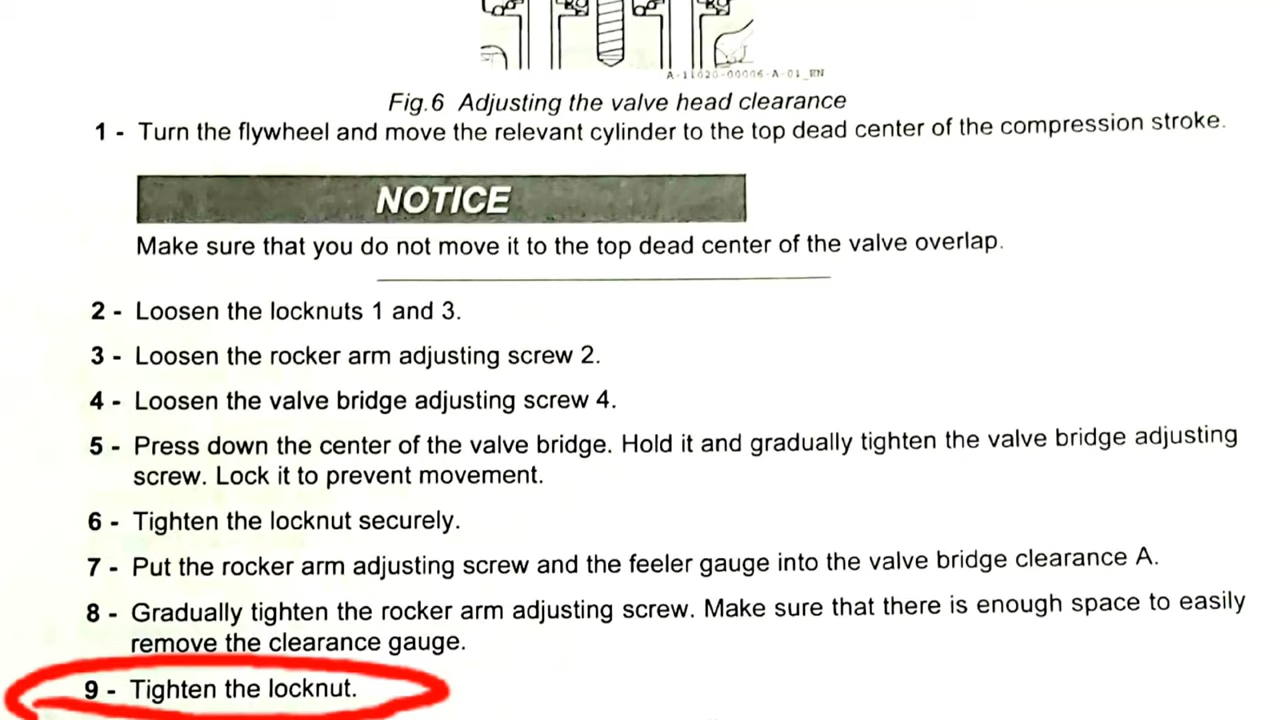 A-11020-00006-A-01_EN
Fig.6 Adjusting the valve head clearance
1 - Turn the flywheel and move the relevant cylinder to the top dead center of the compression stroke.
NOTICE
Make sure that you do not move it to the top dead center of the valve overlap.
2 - Loosen the locknuts 1 and 3.
3 - Loosen the rocker arm adjusting screw 2.
4 - Loosen the valve bridge adjusting screw 4.
5 - Press down the center of the valve bridge. Hold it and gradually tighten the valve bridge adjusting
screw. Lock it to prevent movement.
6 - Tighten the locknut securely.
7 - Put the rocker arm adjusting screw and the feeler gauge into the valve bridge clearance A.
8 - Gradually tighten the rocker arm adjusting screw. Make sure that there is enough space to easily
remove the clearance gauge.
9 - Tighten the locknut.